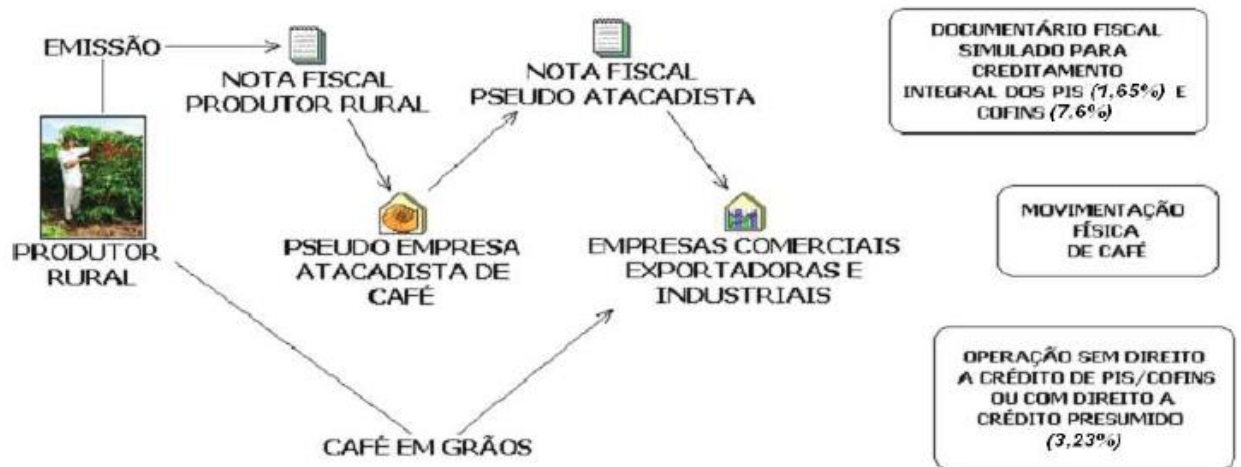 EMISSÃO
NOTA FISCAL
PRODUTOR RURAL
NOTA FISCAL
PSEUDO ATACADISTA
DOCUMENTÁRIO FISCAL
SIMULADO PARA
CREDITAMENTO
INTEGRAL DOS PIS (1,65%) E
COFINS (7.6%)
PRODUTOR
RURAL
PSEUDO EMPRESA
ATACADISTA DE
CAFÉ
EMPRESAS COMERCIAIS
EXPORTADORAS E
INDUSTRIAIS
MOVIMENTAÇÃO
FÍSICA
DE CAFÉ
CAFÉ EM GRÃOS
OPERAÇÃO SEM DIREITO
A CRÉDITO DE PIS/COFINS
OU COM DIREITO A
CRÉDITO PRESUMIDO
(3,23%)